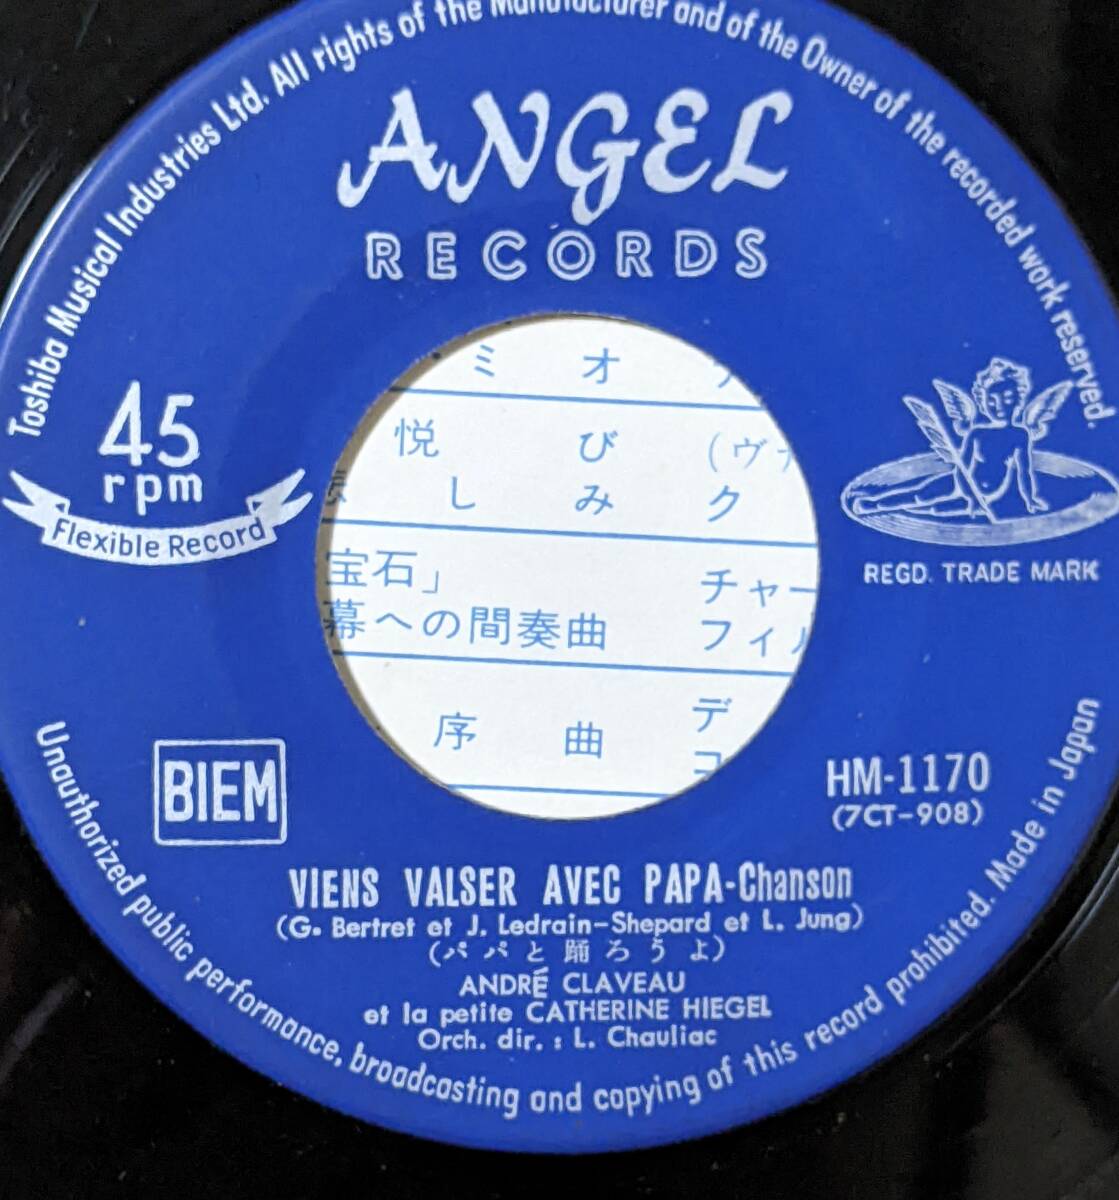 Toshiba Musical Industries Ltd. All rights of the Manufacturer and of the Owner of the recorded work reserved.
ANGEL
RECORDS
45
rpm
Flexible Record
REGD. TRADE MARK
ミオ
悦び (ヴ
しみ ク
宝石」 チャー
幕への間奏曲 フィル
序曲 デ
コ
BIEM
HM-1170
(7CT-908)
VIENS VALSER AVEC PAPA-Chanson
(G. Bertret et J. Ledrain-Shepard et L. Jung)
(パパと踊ろうよ)
ANDRÉ CLAVEAU
et la petite CATHERINE HIEGEL
Orch. dir. : L. Chauliac
Unauthorized public performance, broadcasting and copying of this record prohibited. Made in Japan